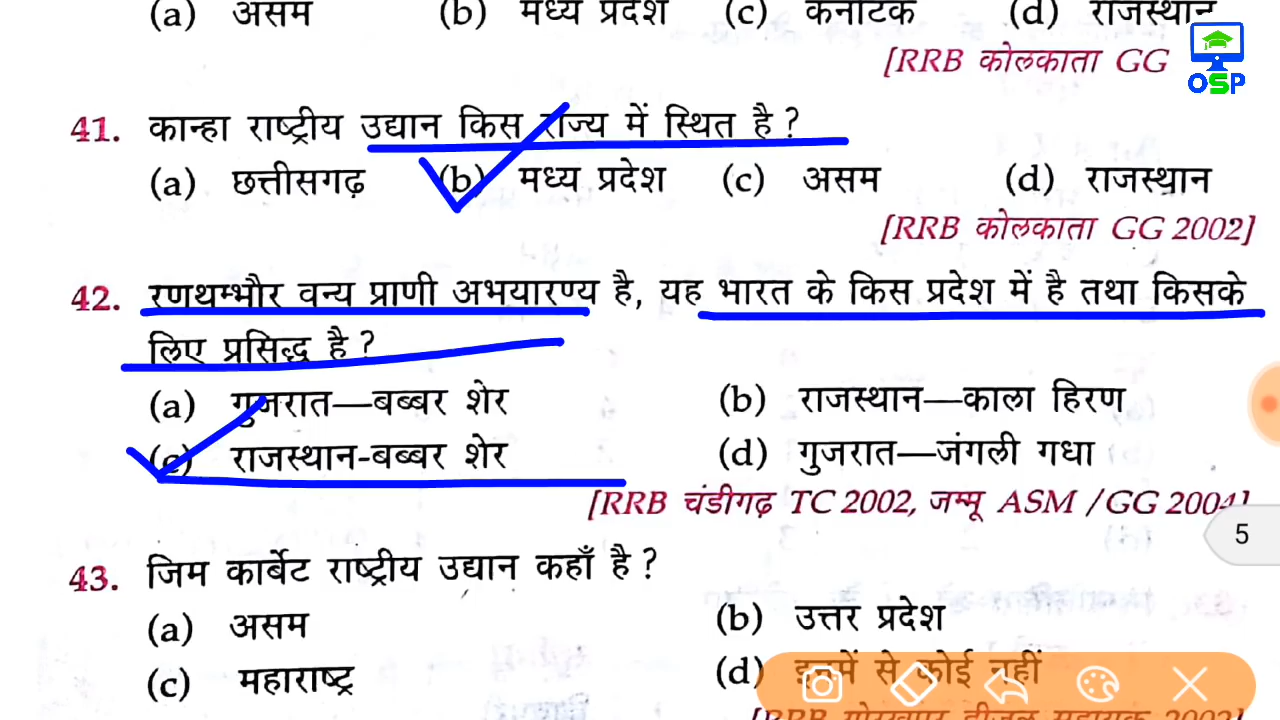 (a) असम (b) मध्य प्रदेश (c) कर्नाटक (d) राजस्थान
[RRB कोलकाता GG
OSP
41. कान्हा राष्ट्रीय उद्यान किस राज्य में स्थित है ?
(a) छत्तीसगढ़ (b) मध्य प्रदेश (c) असम (d) राजस्थान
[RRB कोलकाता GG 2002]
42. रणथम्भौर वन्य प्राणी अभयारण्य है, यह भारत के किस प्रदेश में है तथा किसके
लिए प्रसिद्ध है ?
(a) गुजरात—बब्बर शेर (b) राजस्थान—काला हिरण
(c) राजस्थान-बब्बर शेर (d) गुजरात—जंगली गधा
[RRB चंडीगढ़ TC 2002, जम्मू ASM / GG 2004]
5
43. जिम कार्बेट राष्ट्रीय उद्यान कहाँ है ?
(a) असम (b) उत्तर प्रदेश
(c) महाराष्ट्र (d) इनमें से कोई नहीं